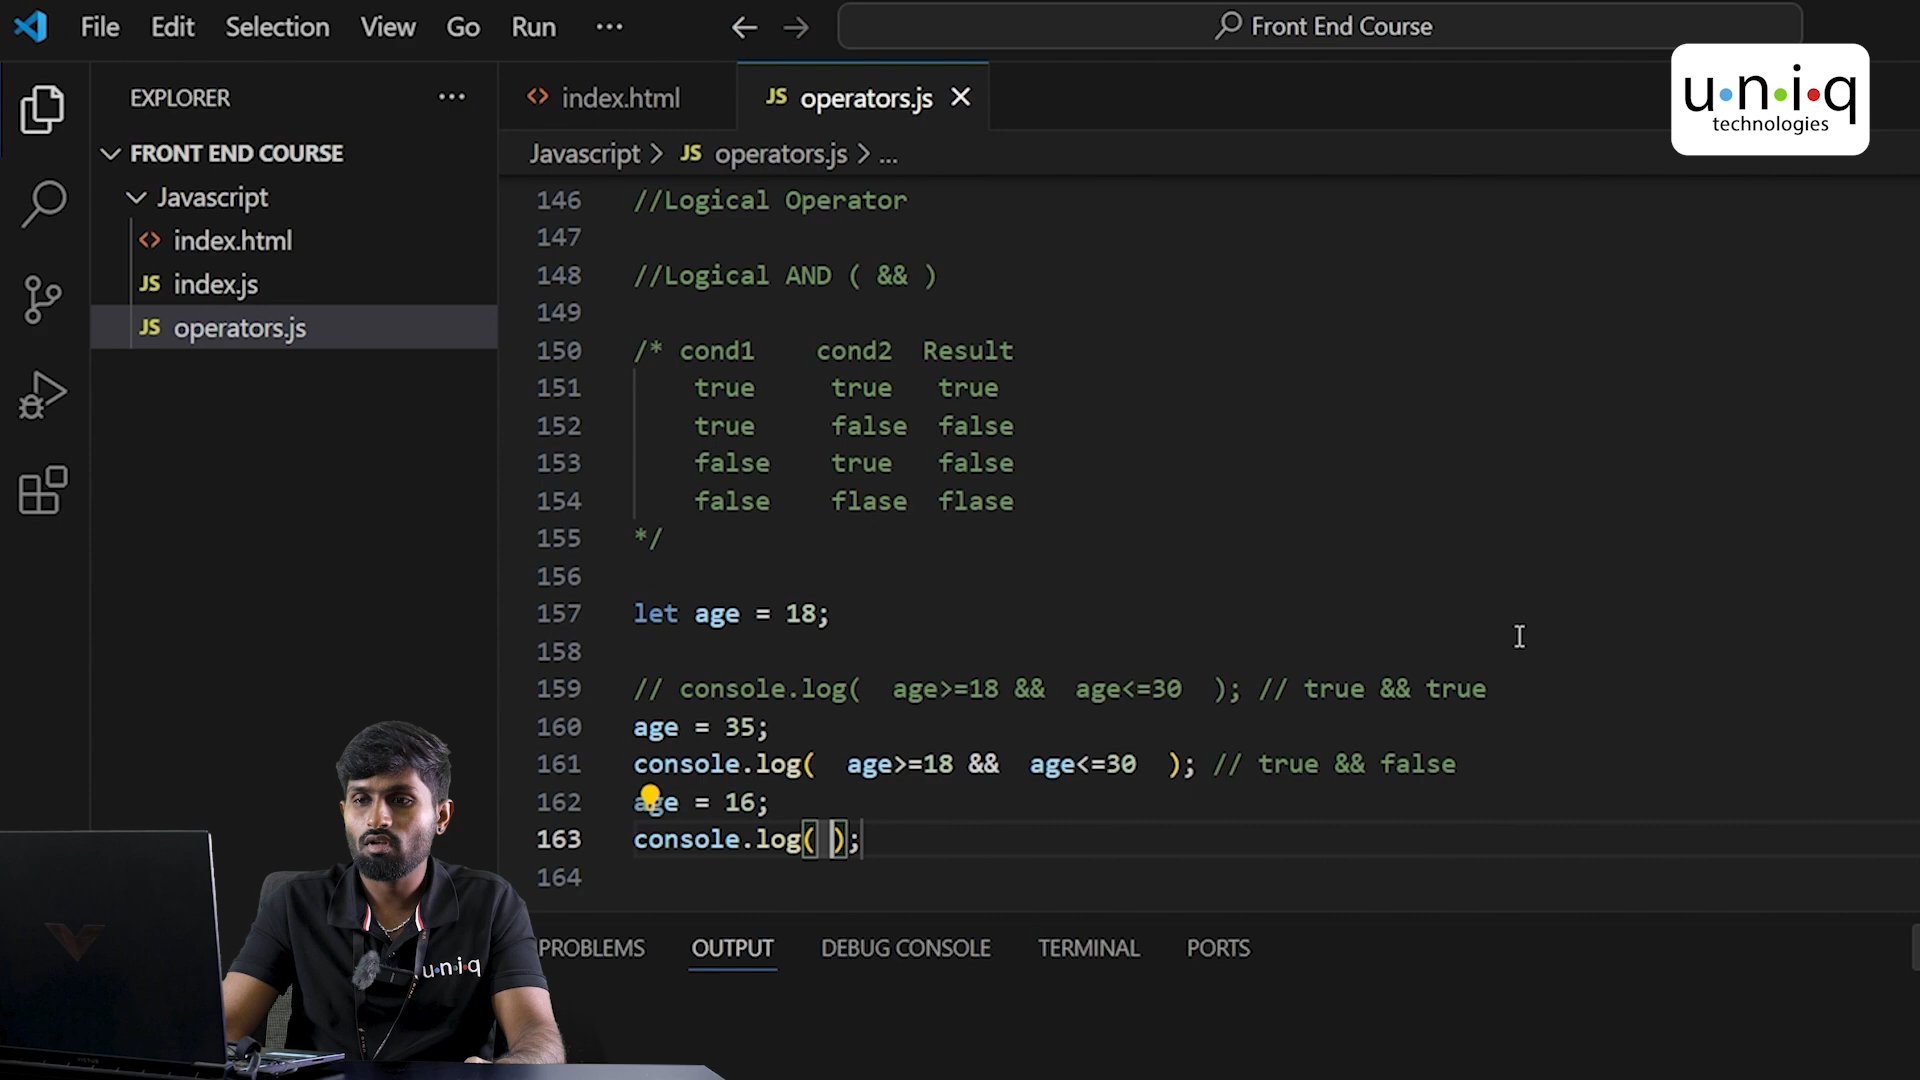 File Edit Selection View Go Run ...
Front End Course
u·n·i·q
technologies
EXPLORER ...
index.html
JS operators.js
FRONT END COURSE
Javascript > JS operators.js > ...
Javascript
index.html
JS index.js
JS operators.js
146 //Logical Operator
147
148 //Logical AND ( && )
149
150 /* cond1 cond2 Result
151 true true true
152 true false false
153 false true false
154 false flase flase
155 */
156
157 let age = 18;
158
159 // console.log( age>=18 && age<=30 ); // true && true
160 age = 35;
161 console.log( age>=18 && age<=30 ); // true && false
162 age = 16;
163 console.log( );
164
PROBLEMS OUTPUT DEBUG CONSOLE TERMINAL PORTS
u·n·i·q